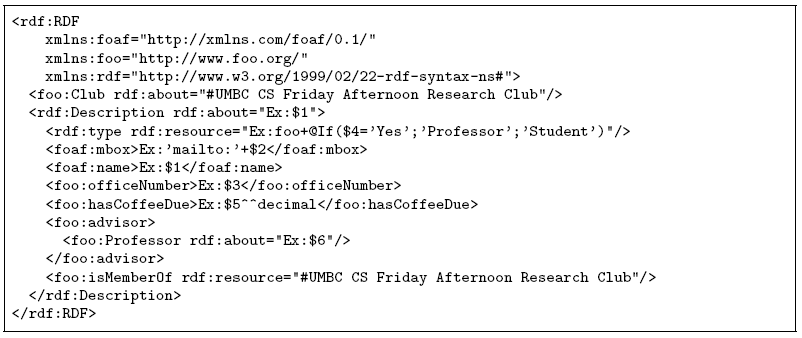 <rdf:RDF
xmlns:foaf="http://xmlns.com/foaf/0.1/"
xmlns:foo="http://www.foo.org/"
xmlns:rdf="http://www.w3.org/1999/02/22-rdf-syntax-ns#">
<foo:Club rdf:about="#UMBC CS Friday Afternoon Research Club"/>
<rdf:Description rdf:about="Ex:$1">
<rdf:type rdf:resource="Ex:foo+@If($4=’Yes’;’Professor’;’Student’)"/>
<foaf:mbox>Ex:’mailto:’+$2</foaf:mbox>
<foaf:name>Ex:$1</foaf:name>
<foo:officeNumber>Ex:$3</foo:officeNumber>
<foo:hasCoffeeDue>Ex:$5^^decimal</foo:hasCoffeeDue>
<foo:advisor>
<foo:Professor rdf:about="Ex:$6"/>
</foo:advisor>
<foo:isMemberOf rdf:resource="#UMBC CS Friday Afternoon Research Club"/>
</rdf:Description>
</rdf:RDF>